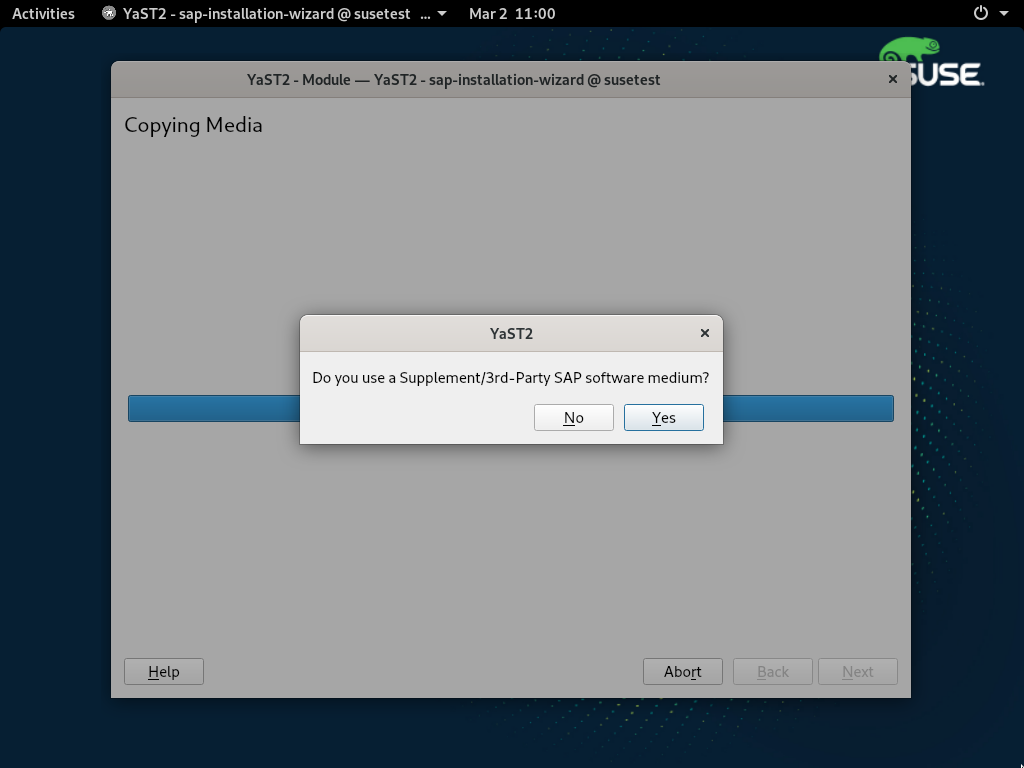 Activities
YaST2 - sap-installation-wizard @ susetest ...
Mar 2 11:00
SUSE
YaST2 - Module — YaST2 - sap-installation-wizard @ susetest
Copying Media
YaST2
Do you use a Supplement/3rd-Party SAP software medium?
No
Yes
Help
Abort
Back
Next